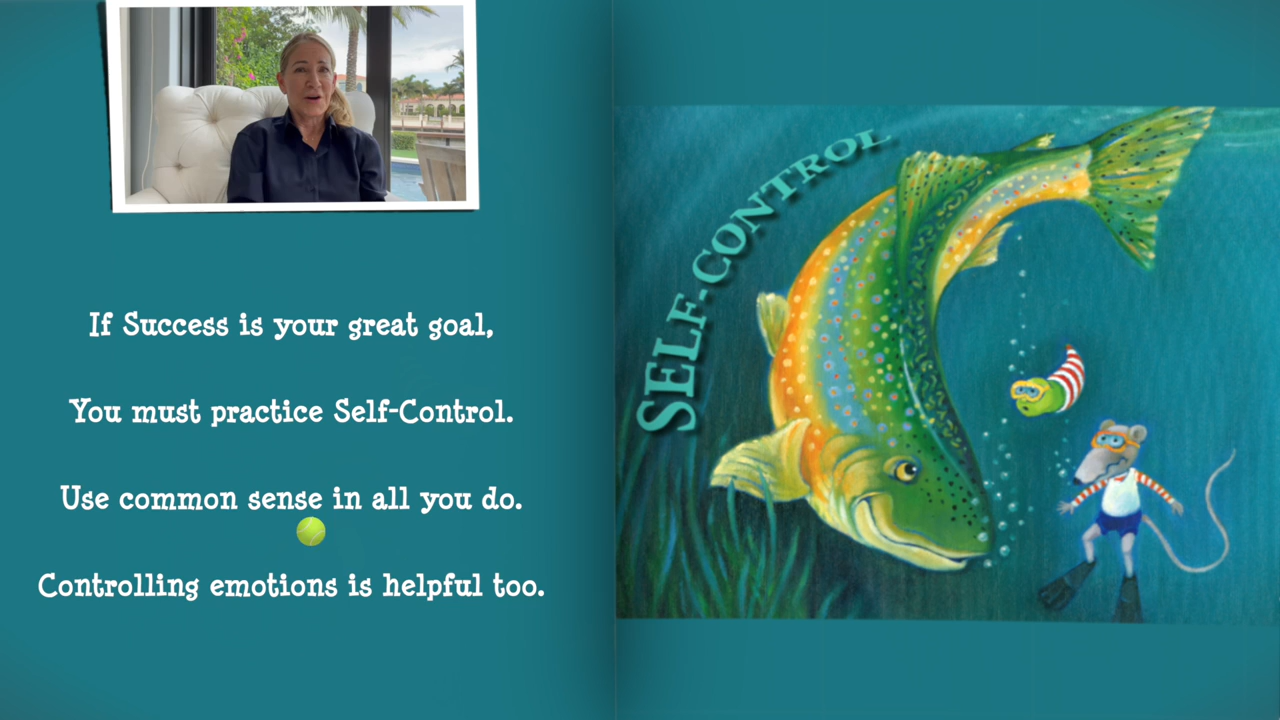 If Success is your great goal,
You must practice Self-Control.
Use common sense in all you do.
Controlling emotions is helpful too.
SELF-CONTROL